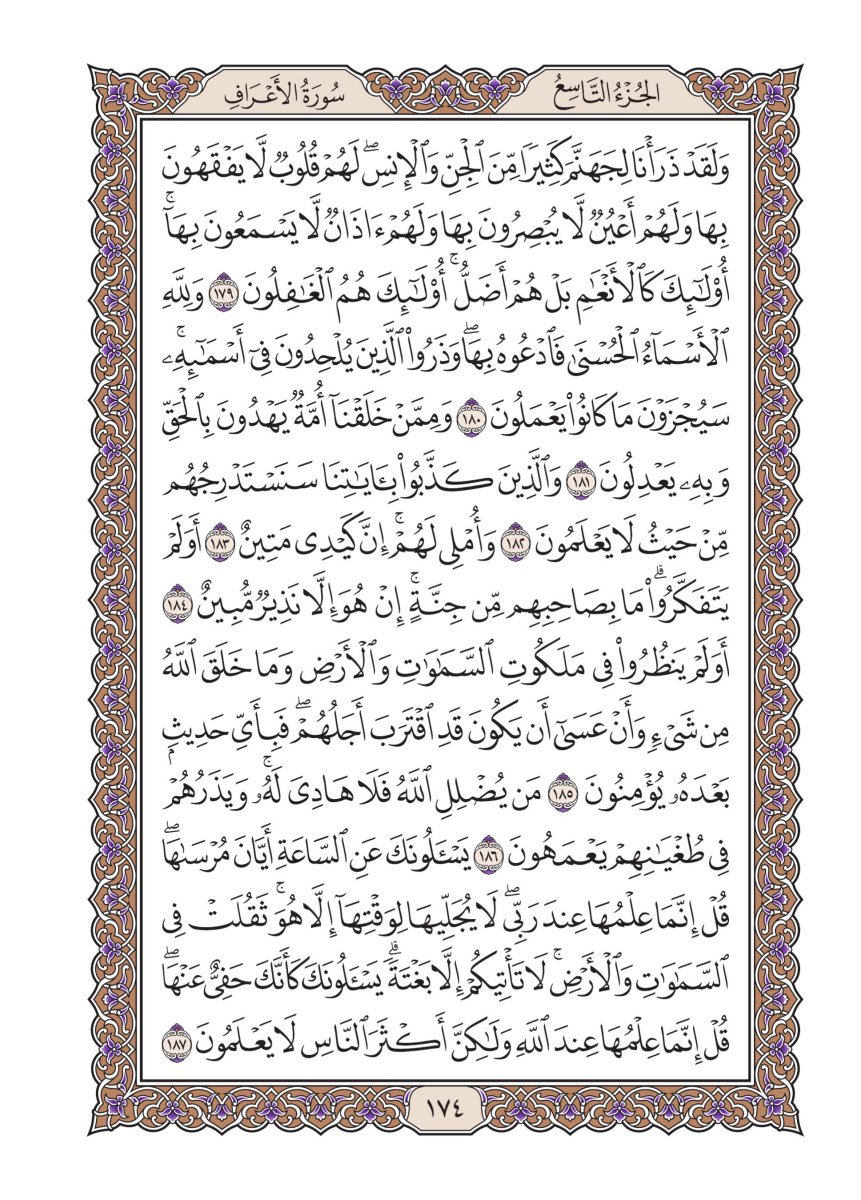 الجُزْءُ التَّاسِعُ
سُورَةُ الأَعْرَافِ
وَلَقَدْ ذَرَأْنَا لِجَهَنَّمَ كَثِيرًا مِّنَ ٱلْجِنِّ وَٱلْإِنسِۖ لَهُمْ قُلُوبٌ لَّا يَفْقَهُونَ
بِهَا وَلَهُمْ أَعْيُنٌ لَّا يُبْصِرُونَ بِهَا وَلَهُمْ ءَاذَانٌ لَّا يَسْمَعُونَ بِهَآۚ
أُوْلَـٰٓئِكَ كَٱلْأَنْعَـٰمِ بَلْ هُمْ أَضَلُّۚ أُوْلَـٰٓئِكَ هُمُ ٱلْغَـٰفِلُونَ ١٧٩ وَلِلَّهِ
ٱلْأَسْمَآءُ ٱلْحُسْنَىٰ فَٱدْعُوهُ بِهَاۖ وَذَرُواْ ٱلَّذِينَ يُلْحِدُونَ فِىٓ أَسْمَـٰٓئِهِۦۚ
سَيُجْزَوْنَ مَا كَانُواْ يَعْمَلُونَ ١٨٠ وَمِمَّنْ خَلَقْنَآ أُمَّةٌ يَهْدُونَ بِٱلْحَقِّ
وَبِهِۦ يَعْدِلُونَ ١٨١ وَٱلَّذِينَ كَذَّبُواْ بِـَٔايَـٰتِنَا سَنَسْتَدْرِجُهُم
مِّنْ حَيْثُ لَا يَعْلَمُونَ ١٨٢ وَأُمْلِى لَهُمْۚ إِنَّ كَيْدِى مَتِينٌ ١٨٣ أَوَلَمْ
يَتَفَكَّرُواْۗ مَا بِصَاحِبِهِم مِّن جِنَّةٍۚ إِنْ هُوَ إِلَّا نَذِيرٌ مُّبِينٌ ١٨٤
أَوَلَمْ يَنظُرُواْ فِى مَلَكُوتِ ٱلسَّمَـٰوَٰتِ وَٱلْأَرْضِ وَمَا خَلَقَ ٱللَّهُ
مِن شَىْءٍ وَأَنْ عَسَىٰٓ أَن يَكُونَ قَدِ ٱقْتَرَبَ أَجَلُهُمْۖ فَبِأَىِّ حَدِيثٍۭ
بَعْدَهُۥ يُؤْمِنُونَ ١٨٥ مَن يُضْلِلِ ٱللَّهُ فَلَا هَادِىَ لَهُۥۚ وَيَذَرُهُمْ
فِى طُغْيَـٰنِهِمْ يَعْمَهُونَ ١٨٦ يَسْـَٔلُونَكَ عَنِ ٱلسَّاعَةِ أَيَّانَ مُرْسَىٰهَاۖ
قُلْ إِنَّمَا عِلْمُهَا عِندَ رَبِّىۖ لَا يُجَلِّيهَا لِوَقْتِهَآ إِلَّا هُوَۚ ثَقُلَتْ فِى
ٱلسَّمَـٰوَٰتِ وَٱلْأَرْضِۚ لَا تَأْتِيكُمْ إِلَّا بَغْتَةًۗ يَسْـَٔلُونَكَ كَأَنَّكَ حَفِىٌّ عَنْهَاۖ
قُلْ إِنَّمَا عِلْمُهَا عِندَ ٱللَّهِ وَلَـٰكِنَّ أَكْثَرَ ٱلنَّاسِ لَا يَعْلَمُونَ ١٨٧
١٧٤